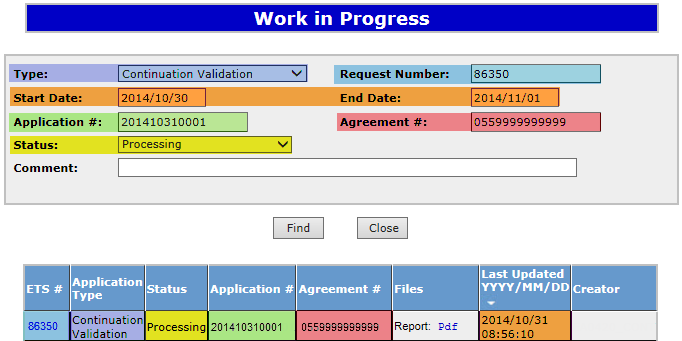 Work in Progress
Type: Continuation Validation Request Number: 86350
Start Date: 2014/10/30 End Date: 2014/11/01
Application #: 201410310001 Agreement #: 0559999999999
Status: Processing
Comment:
Find Close
ETS # Application Type Status Application # Agreement # Files Last Updated YYYY/MM/DD Creator
86350 Continuation Validation Processing 201410310001 0559999999999 Report: Pdf 2014/10/31 08:56:10